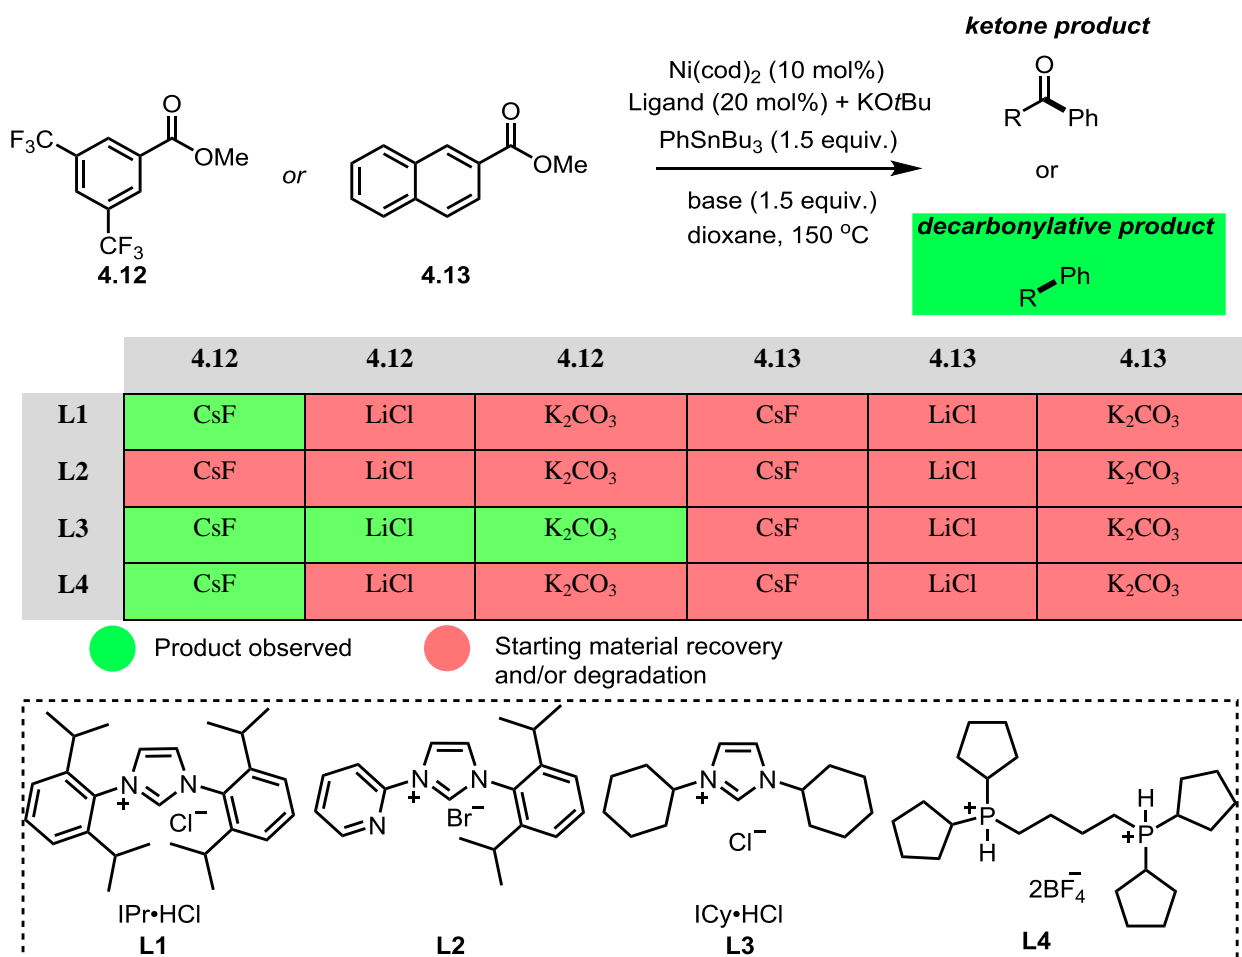 ketone product
O
R Ph
or
decarbonylative product
R Ph
Ni(cod)2 (10 mol%)
Ligand (20 mol%) + KOtBu
PhSnBu3 (1.5 equiv.)
base (1.5 equiv.)
dioxane, 150 oC
F3C
O
OMe
CF3
4.12
or
O
OMe
4.13
4.12 4.12 4.12 4.13 4.13 4.13
L1 CsF LiCl K2CO3 CsF LiCl K2CO3
L2 CsF LiCl K2CO3 CsF LiCl K2CO3
L3 CsF LiCl K2CO3 CsF LiCl K2CO3
L4 CsF LiCl K2CO3 CsF LiCl K2CO3
Product observed
Starting material recovery
and/or degradation
N + N
Cl−
IPr•HCl
L1
N
N + N
Br−
L2
N + N
Cl−
ICy•HCl
L3
+P
H
H
+P
2BF4−
L4